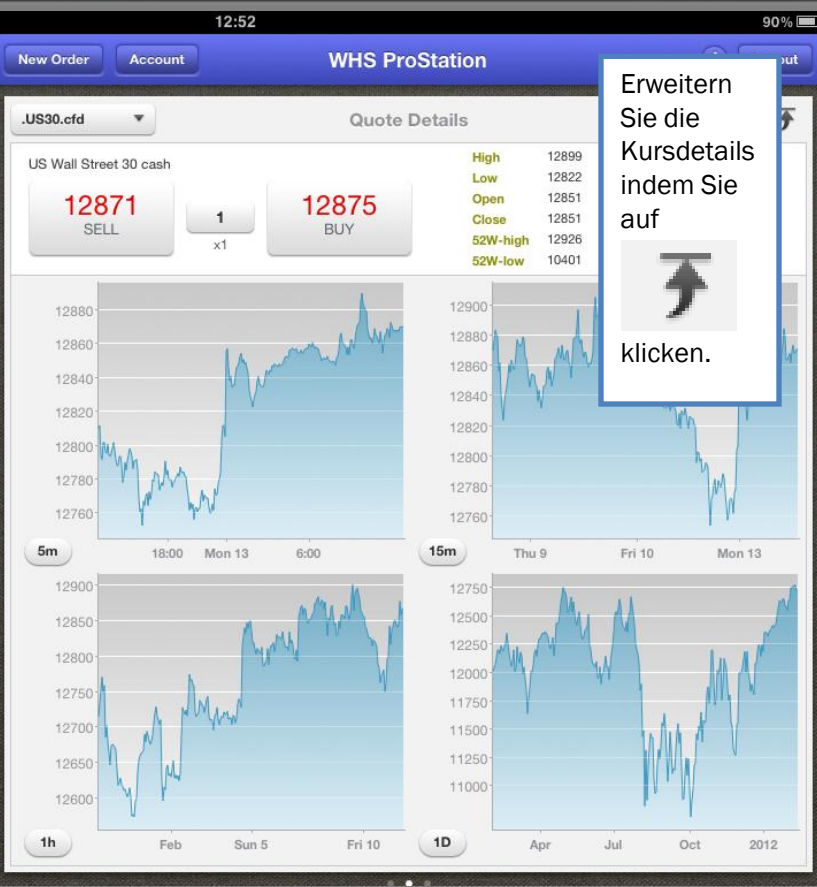 12:52 90%
New Order Account WHS ProStation
.US30.cfd Quote Details
US Wall Street 30 cash
12871
SELL
1
x1
12875
BUY
High 12899
Low 12822
Open 12851
Close 12851
52W-high 12926
52W-low 10401
Erweitern
Sie die
Kursdetails
indem Sie
auf
klicken.
12880
12860
12840
12820
12800
12780
12760
5m 18:00 Mon 13 6:00
12900
12880
12860
12840
12820
12800
12780
12760
15m Thu 9 Fri 10 Mon 13
12900
12850
12800
12750
12700
12650
12600
1h Feb Sun 5 Fri 10
12750
12500
12250
12000
11750
11500
11250
11000
1D Apr Jul Oct 2012